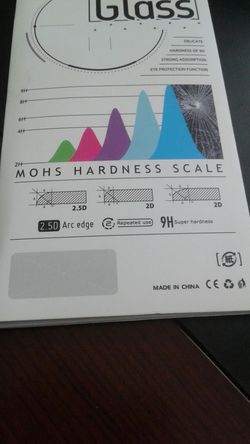 Glass
DELICATE
HARDNESS OF 9H
STRONG ADSORPTION
EYE PROTECTION FUNCTION
9H
8H
6H
4H
2H
MOHS HARDNESS SCALE
2.5D
2D
2D
2.5D Arc edge
Repeated use
9H Super hardness
MADE IN CHINA CE